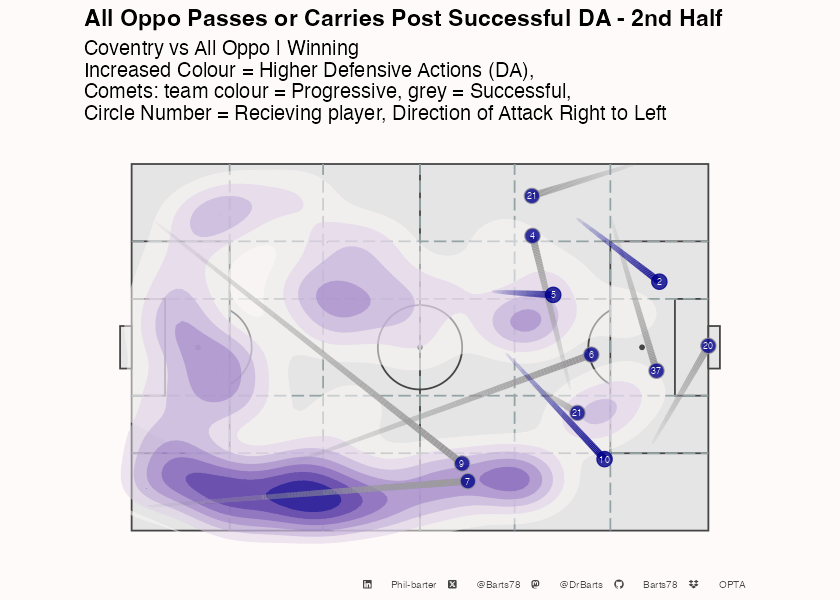 All Oppo Passes or Carries Post Successful DA - 2nd Half
Coventry vs All Oppo | Winning
Increased Colour = Higher Defensive Actions (DA),
Comets: team colour = Progressive, grey = Successful,
Circle Number = Recieving player, Direction of Attack Right to Left
21
4
2
5
20
6
37
21
10
9
7
Phil-barter @Barts78 @DrBarts Barts78 OPTA